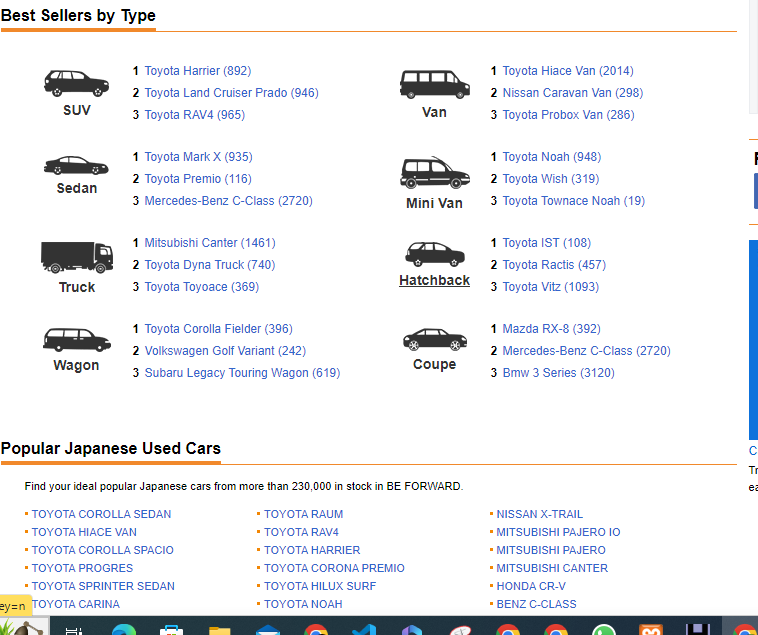 Best Sellers by Type
SUV
1 Toyota Harrier (892)
2 Toyota Land Cruiser Prado (946)
3 Toyota RAV4 (965)
Van
1 Toyota Hiace Van (2014)
2 Nissan Caravan Van (298)
3 Toyota Probox Van (286)
Sedan
1 Toyota Mark X (935)
2 Toyota Premio (116)
3 Mercedes-Benz C-Class (2720)
Mini Van
1 Toyota Noah (948)
2 Toyota Wish (319)
3 Toyota Townace Noah (19)
Truck
1 Mitsubishi Canter (1461)
2 Toyota Dyna Truck (740)
3 Toyota Toyoace (369)
Hatchback
1 Toyota IST (108)
2 Toyota Ractis (457)
3 Toyota Vitz (1093)
Wagon
1 Toyota Corolla Fielder (396)
2 Volkswagen Golf Variant (242)
3 Subaru Legacy Touring Wagon (619)
Coupe
1 Mazda RX-8 (392)
2 Mercedes-Benz C-Class (2720)
3 Bmw 3 Series (3120)
Popular Japanese Used Cars
Find your ideal popular Japanese cars from more than 230,000 in stock in BE FORWARD.
TOYOTA COROLLA SEDAN
TOYOTA HIACE VAN
TOYOTA COROLLA SPACIO
TOYOTA PROGRES
TOYOTA SPRINTER SEDAN
TOYOTA CARINA
TOYOTA RAUM
TOYOTA RAV4
TOYOTA HARRIER
TOYOTA CORONA PREMIO
TOYOTA HILUX SURF
TOYOTA NOAH
NISSAN X-TRAIL
MITSUBISHI PAJERO IO
MITSUBISHI PAJERO
MITSUBISHI CANTER
HONDA CR-V
BENZ C-CLASS
ey=n